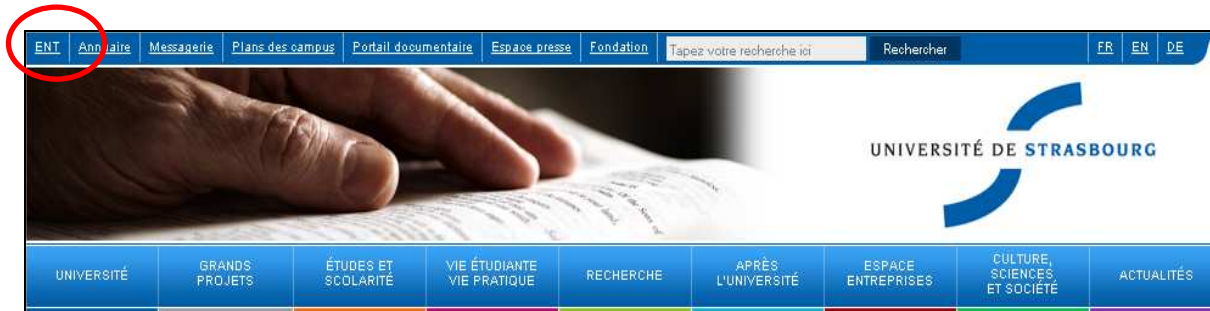 ENT Annuaire Messagerie Plans des campus Portail documentaire Espace presse Fondation Tapez votre recherche ici Rechercher FR EN DE
UNIVERSITÉ DE STRASBOURG
UNIVERSITÉ
GRANDS
PROJETS
ÉTUDES ET
SCOLARITÉ
VIE ÉTUDIANTE
VIE PRATIQUE
RECHERCHE
APRÈS
L'UNIVERSITÉ
ESPACE
ENTREPRISES
CULTURE,
SCIENCES,
ET SOCIÉTÉ
ACTUALITÉS